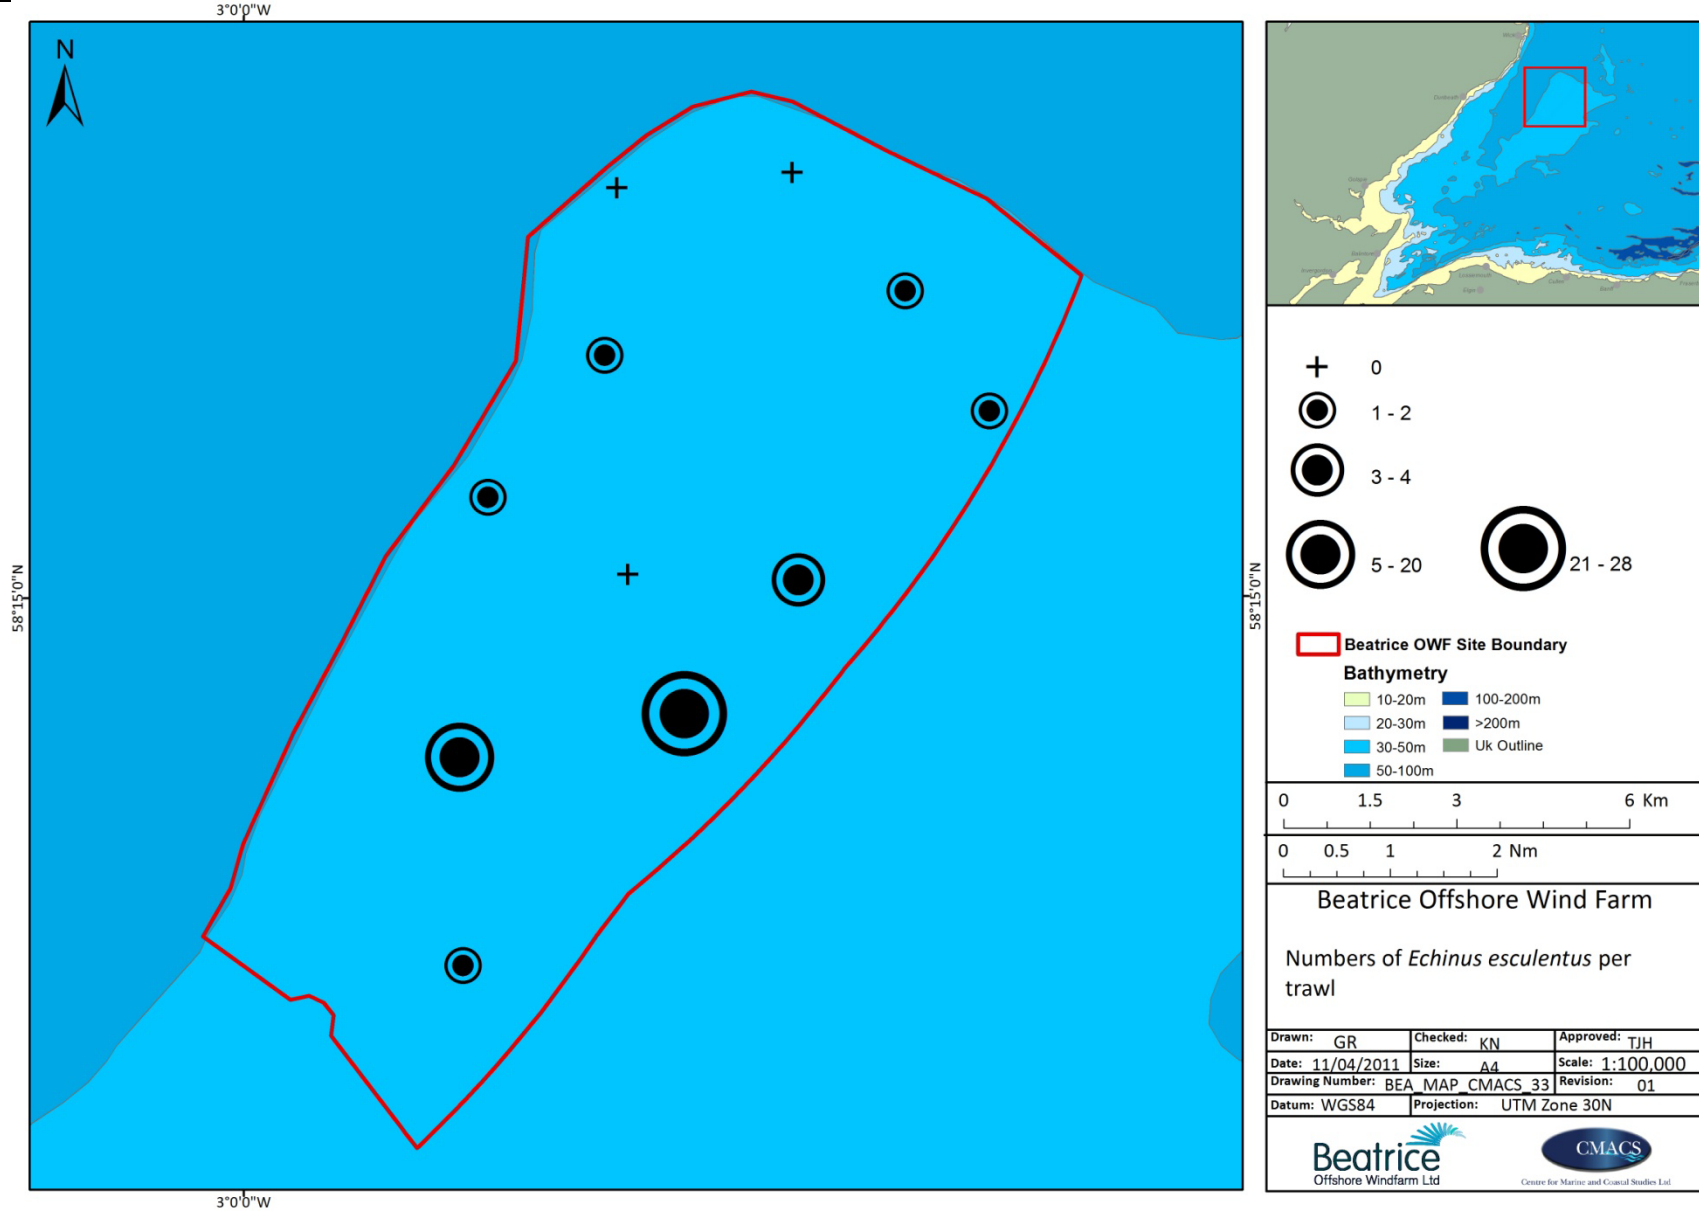 3°0'0"W
N
58°15'0"N
58°15'0"N
3°0'0"W
0
1 - 2
3 - 4
5 - 20
21 - 28
Beatrice OWF Site Boundary
Bathymetry
10-20m 100-200m
20-30m >200m
30-50m Uk Outline
50-100m
0 1.5 3 6 Km
0 0.5 1 2 Nm
Beatrice Offshore Wind Farm
Numbers of Echinus esculentus per
trawl
Drawn: GR Checked: KN Approved: TJH
Date: 11/04/2011 Size: A4 Scale: 1:100,000
Drawing Number: BEA_MAP_CMACS_33 Revision: 01
Datum: WGS84 Projection: UTM Zone 30N
Beatrice
Offshore Windfarm Ltd
CMACS
Centre for Marine and Coastal Studies Ltd